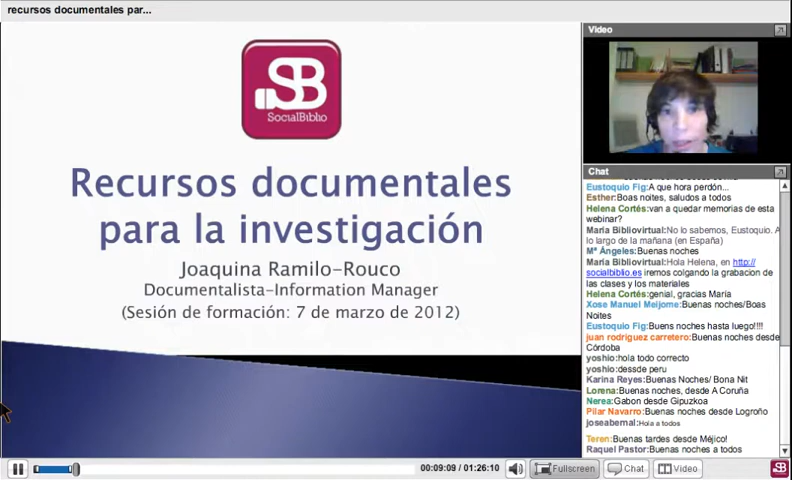 recursos documentales par...
SB
SocialBiblio
Recursos documentales
para la investigación
Joaquina Ramilo-Rouco
Documentalista-Information Manager
(Sesión de formación: 7 de marzo de 2012)
Video
Chat
Eustoquio Fig:A que hora perdón...
Esther:Boas noites, saludos a todos
Helena Cortés:van a quedar memorias de esta
webinar?
María Bibliovirtual:No lo sabemos, Eustoquio. A
lo largo de la mañana (en España)
Mª Ángeles:Buenas noches
María Bibliovirtual:Hola Helena, en http://
socialbiblio.es iremos colgando la grabacion de
las clases y los materiales
Helena Cortés:genial, gracias María
Xose Manuel Meijome:Buenas noches/Boas
Noites
Eustoquio Fig:Buens noches hasta luego!!!!
juan rodríguez carretero:Buenas noches desde
Córdoba
yoshio:hola todo correcto
yoshio:dessde peru
Karina Reyes:Buenas Noches/ Bona Nit
Lorena:Buenas noches, desde A Coruña
Nerea:Gabon desde Gipuzkoa
Pilar Navarro:Buenas noches desde Logroño
joseabernal:Hola a todos
Teren:Buenas tardes desde Méjico!
Raquel Pastor:Buenas noches a todos
00:09:09 / 01:26:10
Fullscreen
Chat
Video
SB